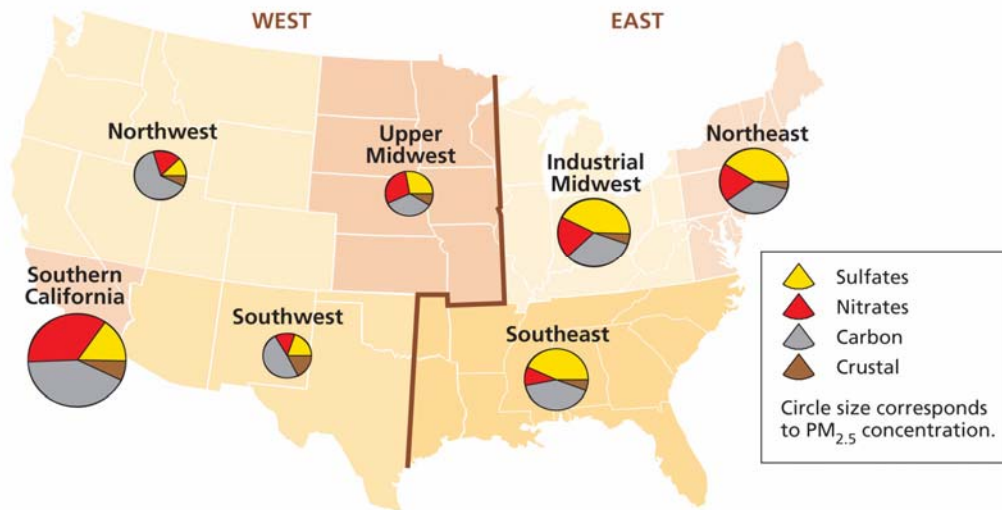 WEST
EAST
Northwest
Upper
Midwest
Industrial
Midwest
Northeast
Southern
California
Southwest
Southeast
Sulfates
Nitrates
Carbon
Crustal
Circle size corresponds
to PM2.5 concentration.